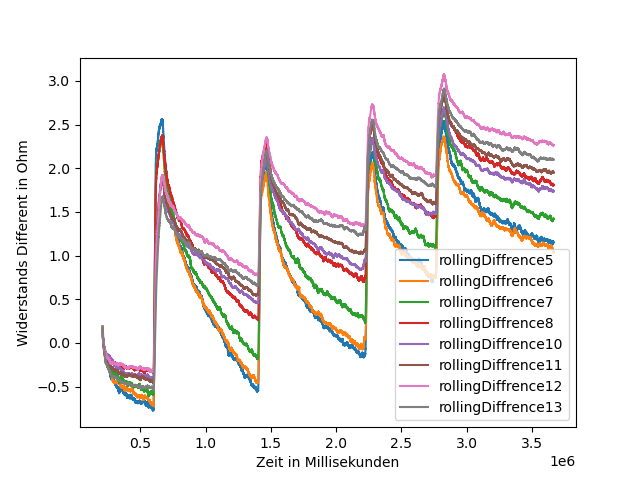 3.0
2.5
2.0
1.5
1.0
0.5
0.0
−0.5
Widerstands Different in Ohm
rollingDiffrence5
rollingDiffrence6
rollingDiffrence7
rollingDiffrence8
rollingDiffrence10
rollingDiffrence11
rollingDiffrence12
rollingDiffrence13
0.5 1.0 1.5 2.0 2.5 3.0 3.5
1e6
Zeit in Millisekunden